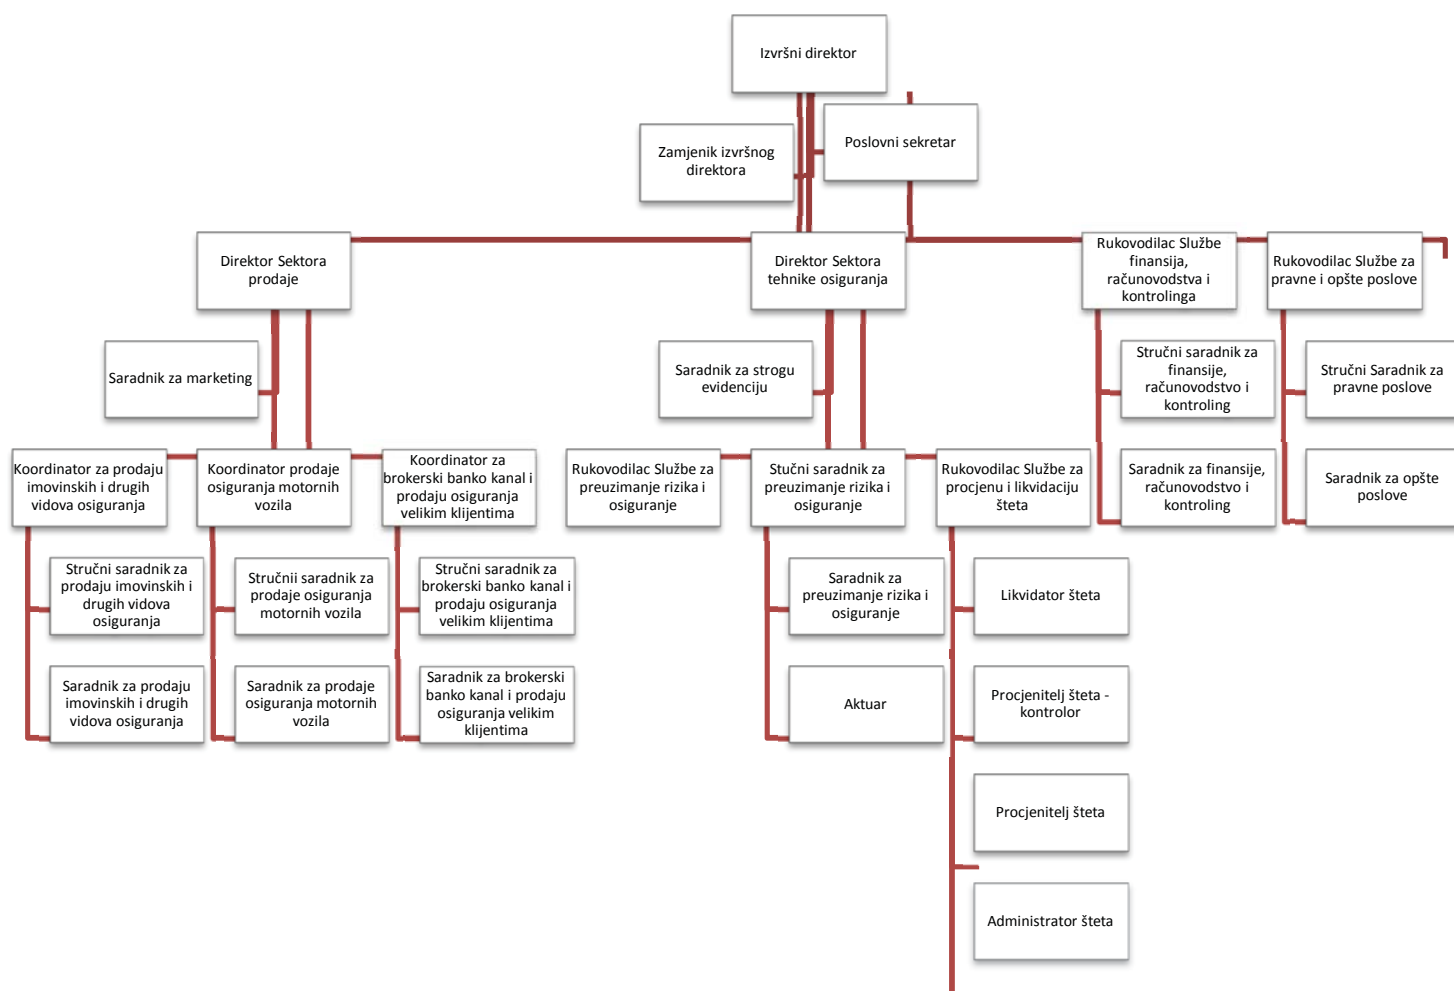 Izvršni direktor
Zamjenik izvršnog
direktora
Poslovni sekretar
Direktor Sektora
prodaje
Direktor Sektora
tehnike osiguranja
Rukovodilac Službe
finansija,
računovodstva i
kontrolinga
Rukovodilac Službe za
pravne i opšte poslove
Saradnik za marketing
Saradnik za strogu
evidenciju
Stručni saradnik za
finansije,
računovodstvo i
kontroling
Stručni Saradnik za
pravne poslove
Koordinator za prodaju
imovinskih i drugih
vidova osiguranja
Koordinator prodaje
osiguranja motornih
vozila
Koordinator za
brokerski banko kanal i
prodaju osiguranja
velikim klijentima
Rukovodilac Službe za
preuzimanje rizika i
osiguranje
Stučni saradnik za
preuzimanje rizika i
osiguranje
Rukovodilac Službe za
procjenu i likvidaciju
šteta
Saradnik za finansije,
računovodstvo i
kontroling
Saradnik za opšte
poslove
Stručni saradnik za
prodaju imovinskih i
drugih vidova
osiguranja
Stručnii saradnik za
prodaje osiguranja
motornih vozila
Stručni saradnik za
brokerski banko kanal i
prodaju osiguranja
velikim klijentima
Saradnik za
preuzimanje rizika i
osiguranje
Likvidator šteta
Saradnik za prodaju
imovinskih i drugih
vidova osiguranja
Saradnik za prodaje
osiguranja motornih
vozila
Saradnik za brokerski
banko kanal i prodaju
osiguranja velikim
klijentima
Aktuar
Procjenitelj šteta -
kontrolor
Procjenitelj šteta
Administrator šteta